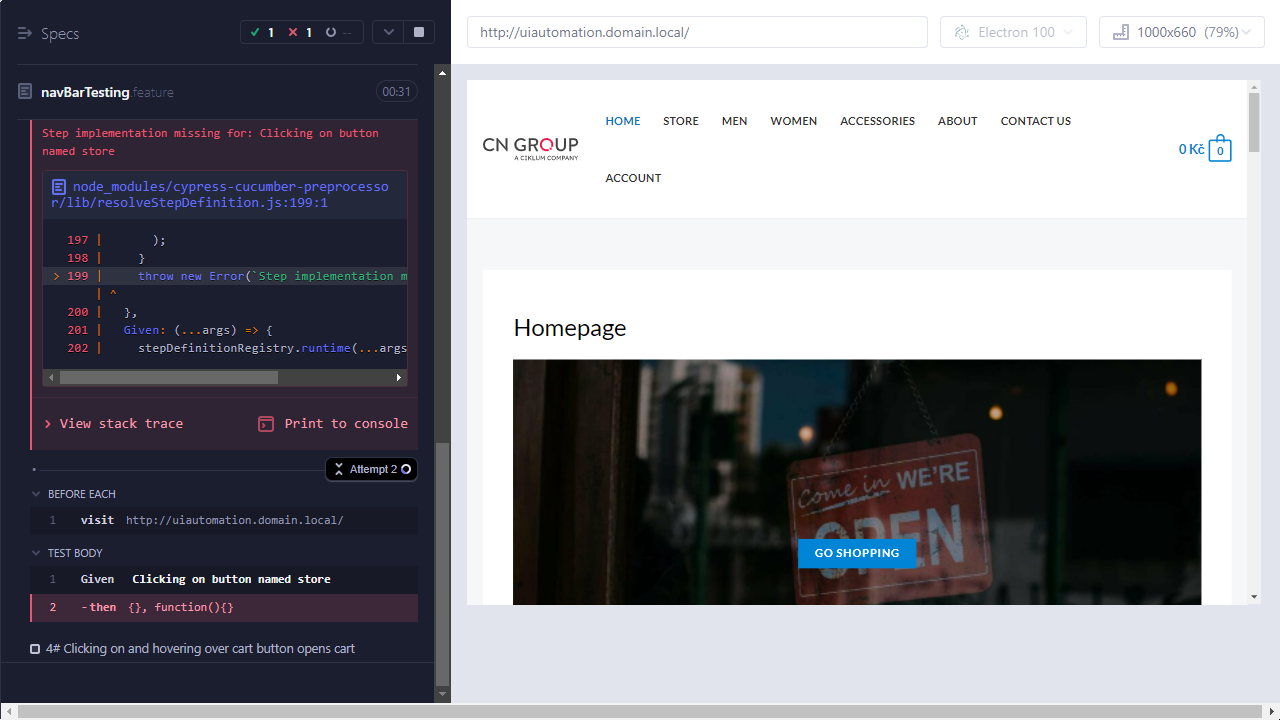 Specs
1
1
--
navBarTesting.feature
00:31
Step implementation missing for: Clicking on button
named store
node_modules/cypress-cucumber-preprocesso
r/lib/resolveStepDefinition.js:199:1
197 | );
198 | }
> 199 | throw new Error(`Step implementation m
| ^
200 | },
201 | Given: (...args) => {
202 | stepDefinitionRegistry.runtime(...args
View stack trace
Print to console
Attempt 2
BEFORE EACH
1 visit http://uiautomation.domain.local/
TEST BODY
1 Given Clicking on button named store
2 -then {}, function(){}
4# Clicking on and hovering over cart button opens cart
http://uiautomation.domain.local/
Electron 100
1000x660 (79%)
CN GROUP
A CIKLUM COMPANY
HOME STORE MEN WOMEN ACCESSORIES ABOUT CONTACT US
ACCOUNT
0 Kč 0
Homepage
Come in WE'RE
OPEN
GO SHOPPING